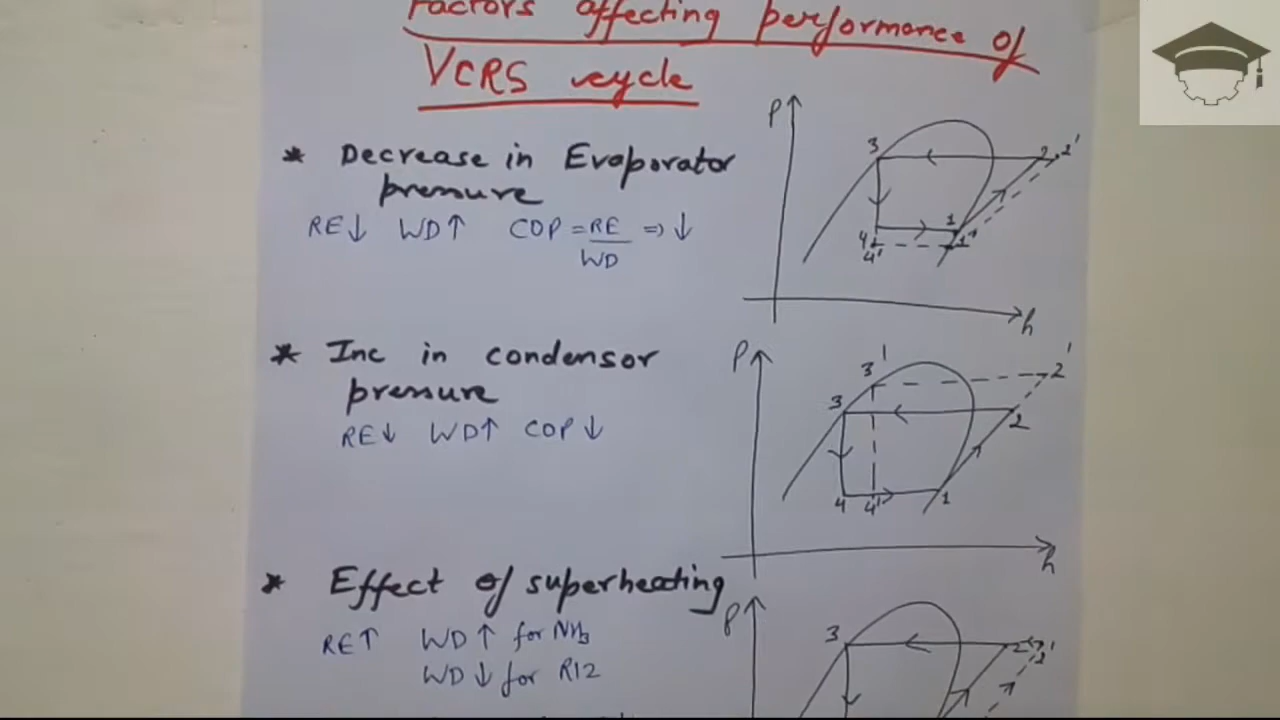 Factors affecting performance of
VCRS cycle
* Decrease in Evaporator
pressure
RE↓ WD↑ COP = RE/WD => ↓
P
3
2
2'
1
1'
4
4'
h
* Inc in condensor
pressure
RE↓ WD↑ COP↓
P
3'
2'
3
2
4
4'
1
h
* Effect of superheating
RE↑ WD↑ for NH3
WD↓ for R12
P
3
2
2'